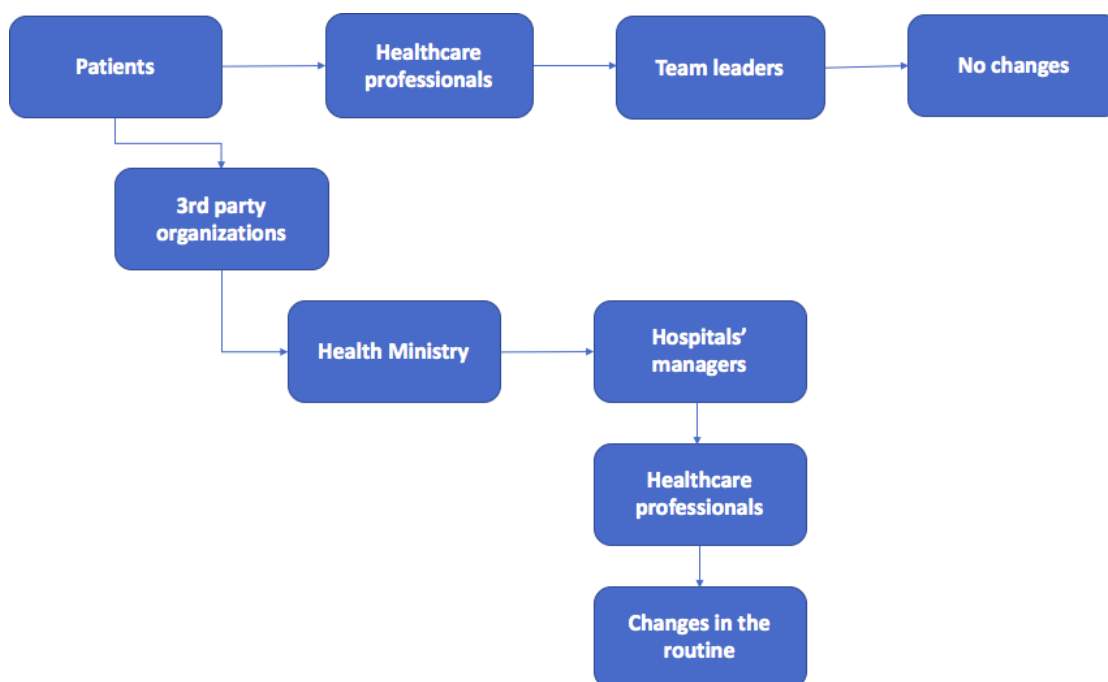 Patients
Healthcare
professionals
Team leaders
No changes
3rd party
organizations
Health Ministry
Hospitals’
managers
Healthcare
professionals
Changes in the
routine